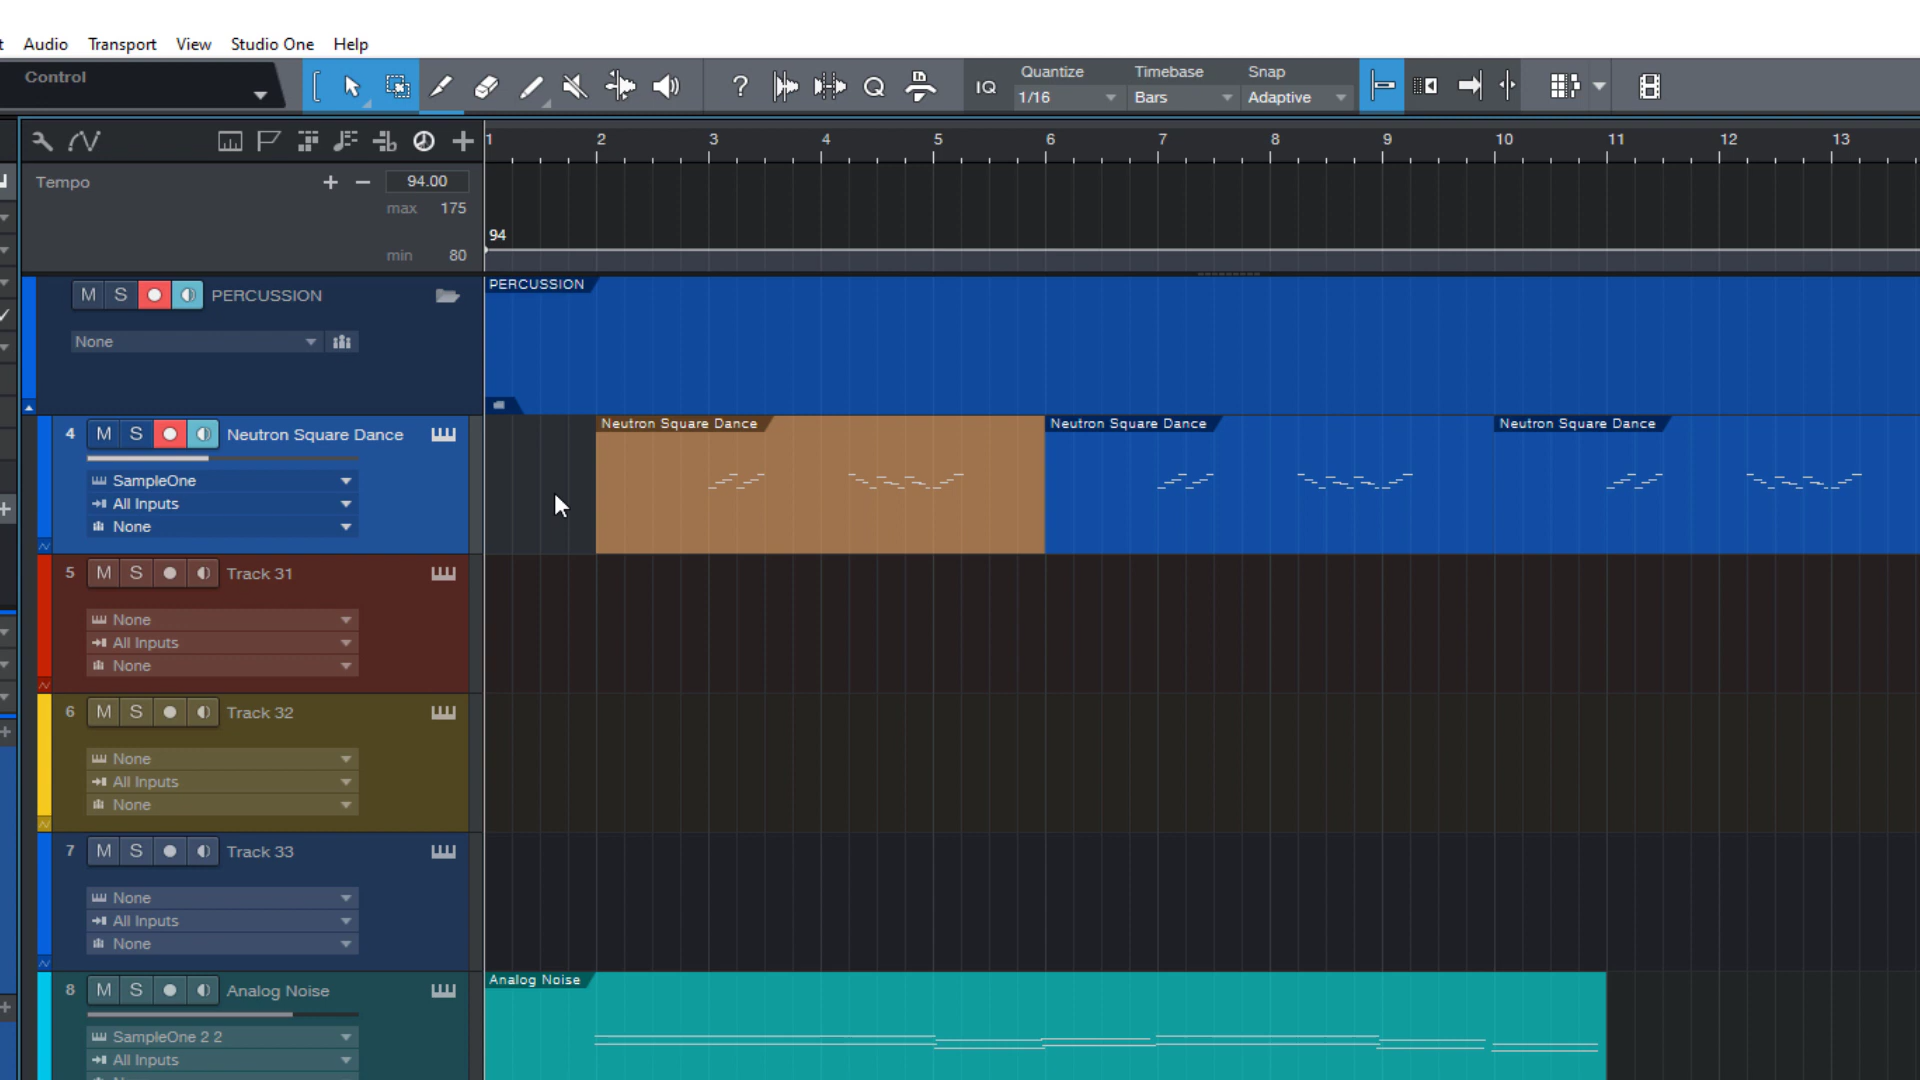 t Audio Transport View Studio One Help
Control
IQ Quantize Timebase Snap
1/16 Bars Adaptive
1 2 3 4 5 6 7 8 9 10 11 12 13
Tempo 94.00
max 175
94
min 80
M S PERCUSSION PERCUSSION
None
4 M S Neutron Square Dance Neutron Square Dance Neutron Square Dance Neutron Square Dance
SampleOne
All Inputs
None
5 M S Track 31
None
All Inputs
None
6 M S Track 32
None
All Inputs
None
7 M S Track 33
None
All Inputs
None
8 M S Analog Noise Analog Noise
SampleOne 2 2
All Inputs